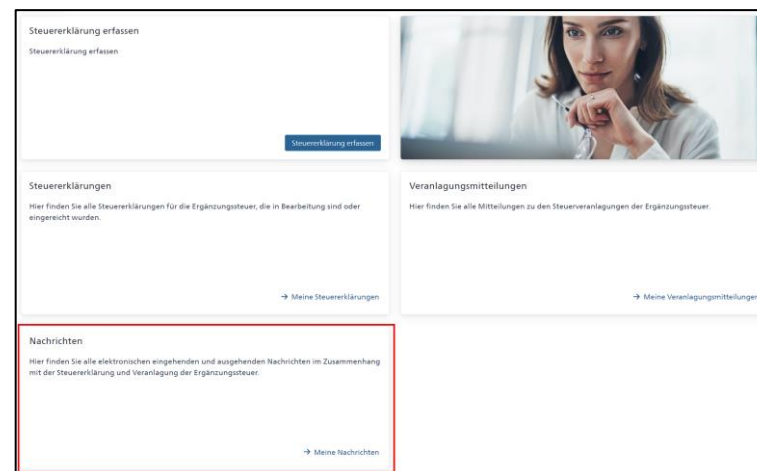 Steuererklärung erfassen
Steuererklärung erfassen
Steuererklärung erfassen
Steuererklärungen
Hier finden Sie alle Steuererklärungen für die Ergänzungssteuer, die in Bearbeitung sind oder
eingereicht wurden.
→ Meine Steuererklärungen
Veranlagungsmitteilungen
Hier finden Sie alle Mitteilungen zu den Steuerveranlagungen der Ergänzungssteuer.
→ Meine Veranlagungsmitteilungen
Nachrichten
Hier finden Sie alle elektronischen eingehenden und ausgehenden Nachrichten im Zusammenhang
mit der Steuererklärung und Veranlagung der Ergänzungssteuer.
→ Meine Nachrichten